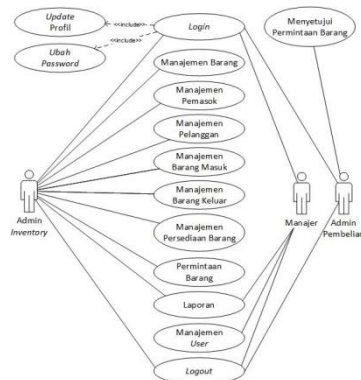 Update
Profil
<<include>>
Login
Menyetujui
Permintaan Barang
Ubah
Password
<<include>>
Manajemen Barang
Manajemen
Pemasok
Manajemen
Pelanggan
Manajemen
Barang Masuk
Manajemen
Barang Keluar
Manajemen
Persediaan Barang
Permintaan
Barang
Laporan
Manajemen
User
Logout
Admin
Inventory
Manajer
Admin
Pembelian